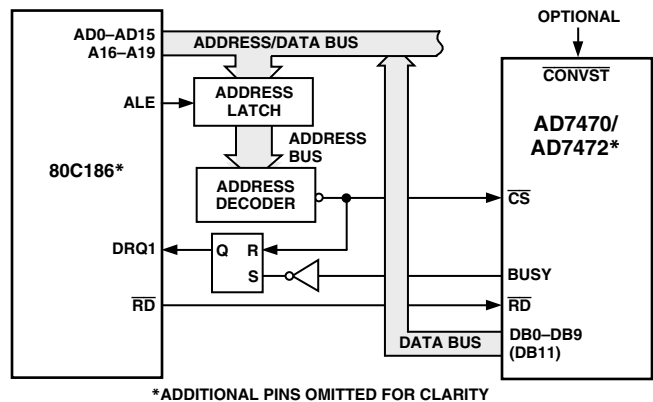 OPTIONAL
AD0–AD15
A16–A19
ADDRESS/DATA BUS
CONVST
ALE
ADDRESS
LATCH
AD7470/
AD7472*
ADDRESS
BUS
80C186*
ADDRESS
DECODER
CS
DRQ1
Q
R
S
BUSY
RD
RD
DATA BUS
DB0–DB9
(DB11)
*ADDITIONAL PINS OMITTED FOR CLARITY